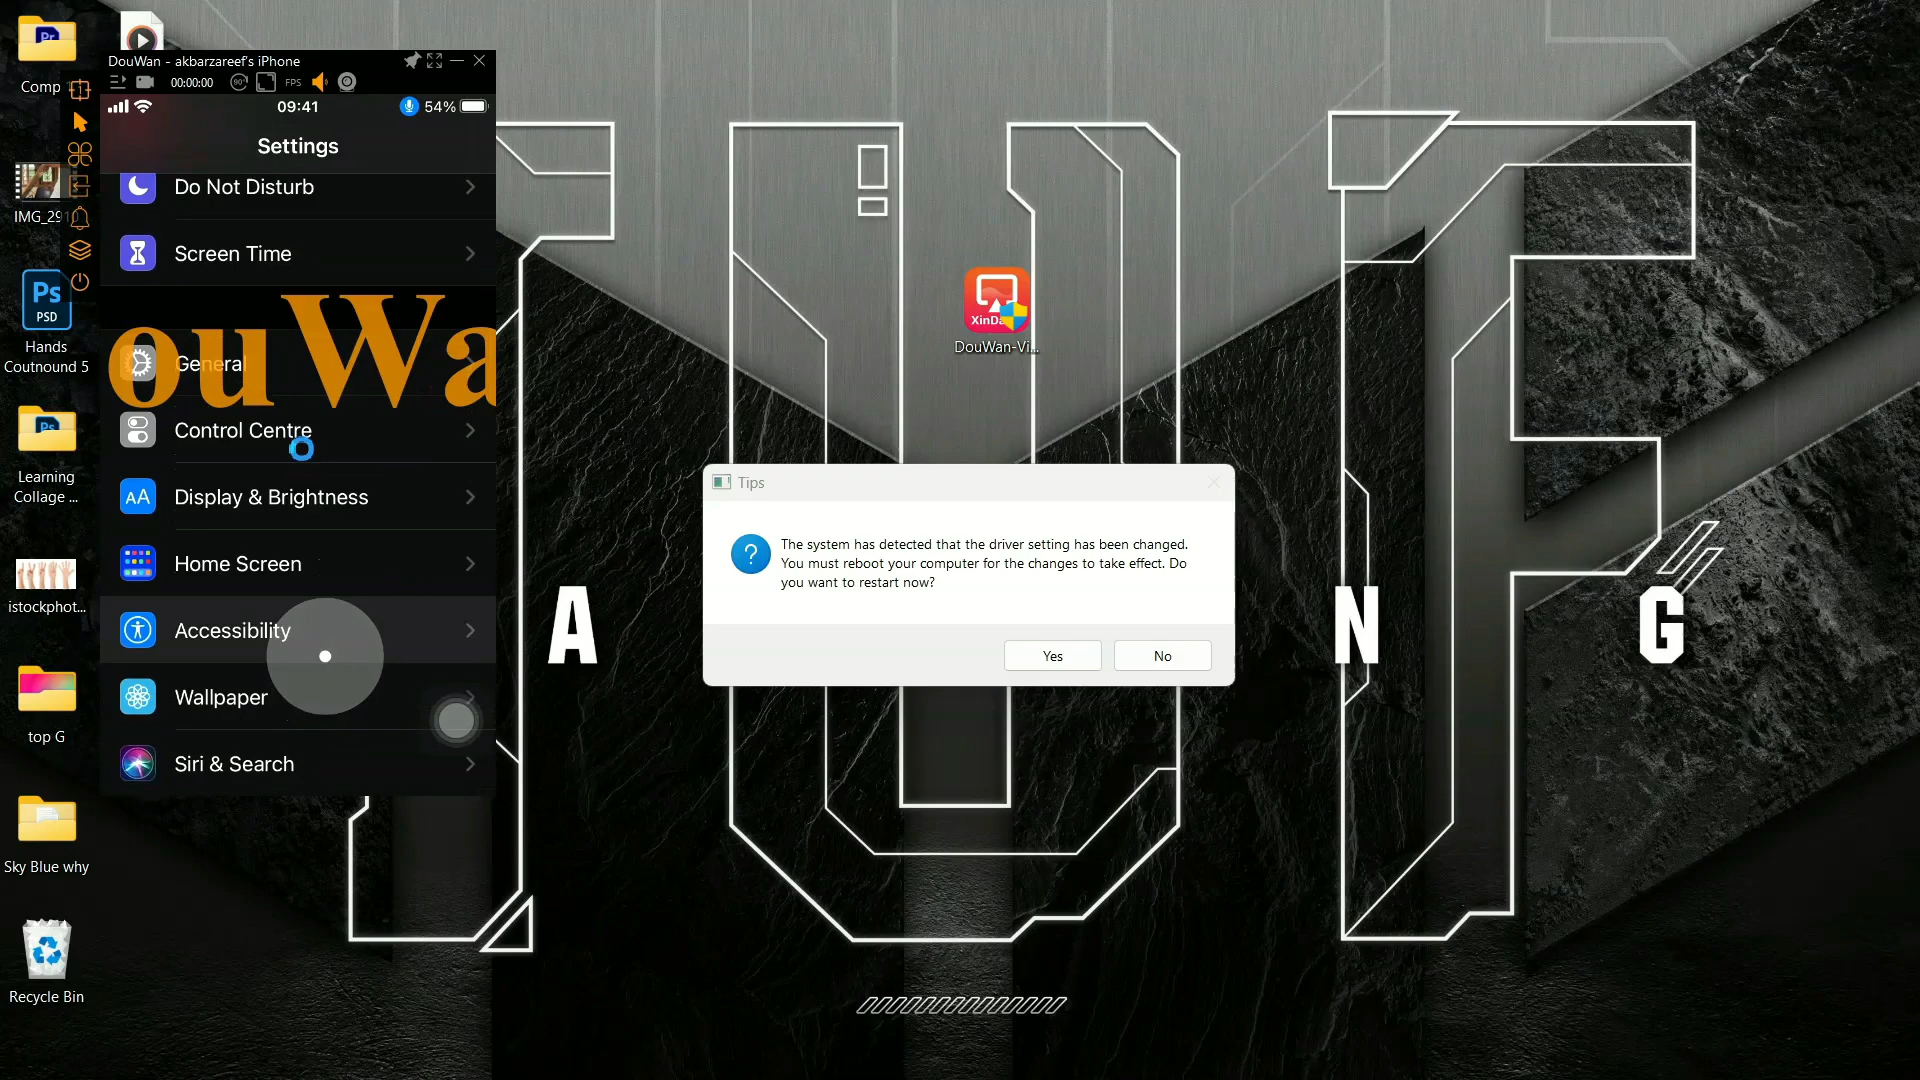 Comp
IMG_29
Ps
PSD
Hands
Coutnound 5
Learning
Collage ...
istockphot...
top G
Sky Blue why
Recycle Bin
DouWan - akbarzareef's iPhone
00:00:00
90°
FPS
09:41
54%
Settings
Do Not Disturb
Screen Time
ouWa
General
Control Centre
AA
Display & Brightness
Home Screen
Accessibility
Wallpaper
Siri & Search
DouWan-Vi...
Tips
The system has detected that the driver setting has been changed.
You must reboot your computer for the changes to take effect. Do
you want to restart now?
Yes
No
A
N
G